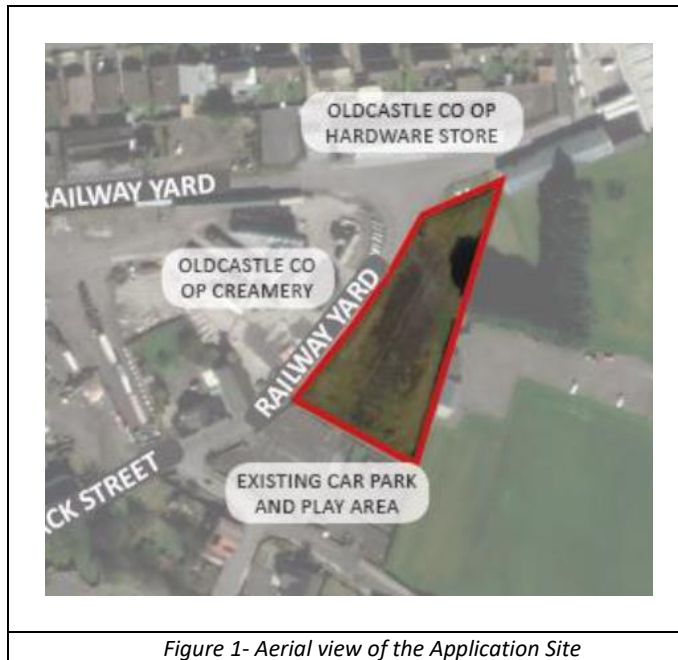 OLDCASTLE CO OP
HARDWARE STORE
RAILWAY YARD
OLDCASTLE CO
OP CREAMERY
RAILWAY YARD
EXISTING CAR PARK
AND PLAY AREA
ACK STREET
Figure 1- Aerial view of the Application Site